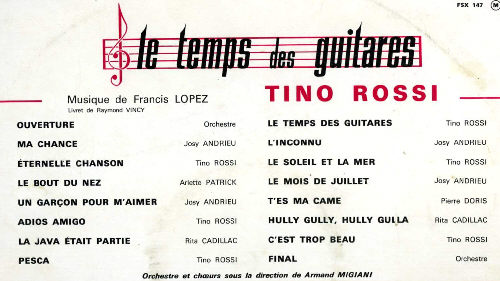 FSX 147 M
le temps des guitares
Musique de Francis LOPEZ
Livret de Raymond VINCY
TINO ROSSI
OUVERTURE Orchestre
MA CHANCE Josy ANDRIEU
ÉTERNELLE CHANSON Tino ROSSI
LE BOUT DU NEZ Arlette PATRICK
UN GARÇON POUR M'AIMER Josy ANDRIEU
ADIOS AMIGO Tino ROSSI
LA JAVA ÉTAIT PARTIE Rita CADILLAC
PESCA Tino ROSSI
LE TEMPS DES GUITARES Tino ROSSI
L'INCONNU Josy ANDRIEU
LE SOLEIL ET LA MER Tino ROSSI
LE MOIS DE JUILLET Josy ANDRIEU
T'ES MA CAME Pierre DORIS
HULLY GULLY, HULLY GULLA Rita CADILLAC
C'EST TROP BEAU Tino ROSSI
FINAL Orchestre
Orchestre et chœurs sous la direction de Armand MIGIANI